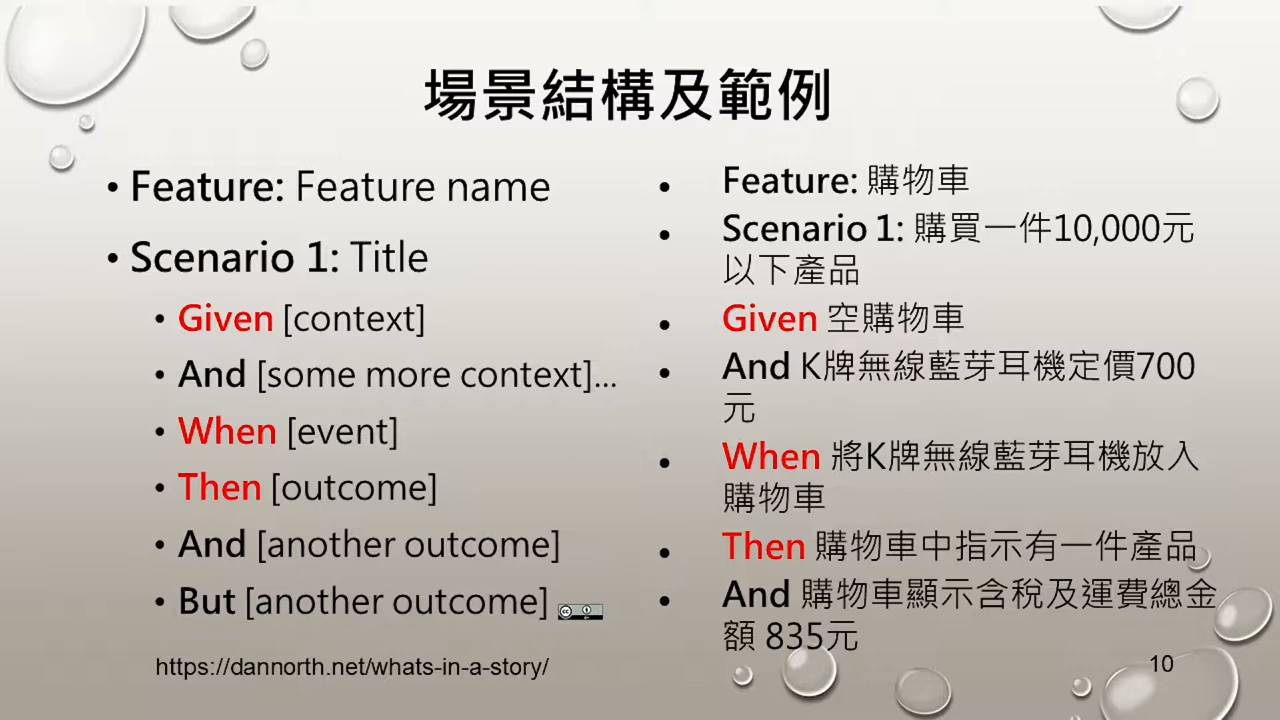 場景結構及範例
• Feature: Feature name
• Scenario 1: Title
• Given [context]
• And [some more context]...
• When [event]
• Then [outcome]
• And [another outcome]
• But [another outcome]
https://dannorth.net/whats-in-a-story/
• Feature: 購物車
• Scenario 1: 購買一件10,000元
以下產品
• Given 空購物車
• And K牌無線藍芽耳機定價700
元
• When 將K牌無線藍芽耳機放入
購物車
• Then 購物車中指示有一件產品
• And 購物車顯示含稅及運費總金
額 835元
10